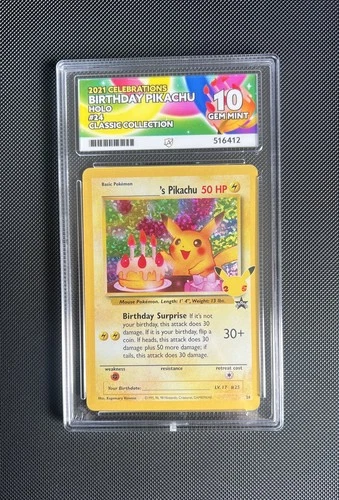 2021 CELEBRATIONS
BIRTHDAY PIKACHU
HOLO
#24
CLASSIC COLLECTION
10
GEM MINT
516412
Basic Pokémon
's Pikachu 50 HP
Mouse Pokémon. Length: 1' 4", Weight: 13 lbs.
Birthday Surprise If it's not
your birthday, this attack does 30
damage. If it is your birthday, flip a
coin. If heads, this attack does 30
damage plus 50 more damage; if
tails, this attack does 30 damage.
30+
weakness resistance retreat cost
Your Birthday:
24